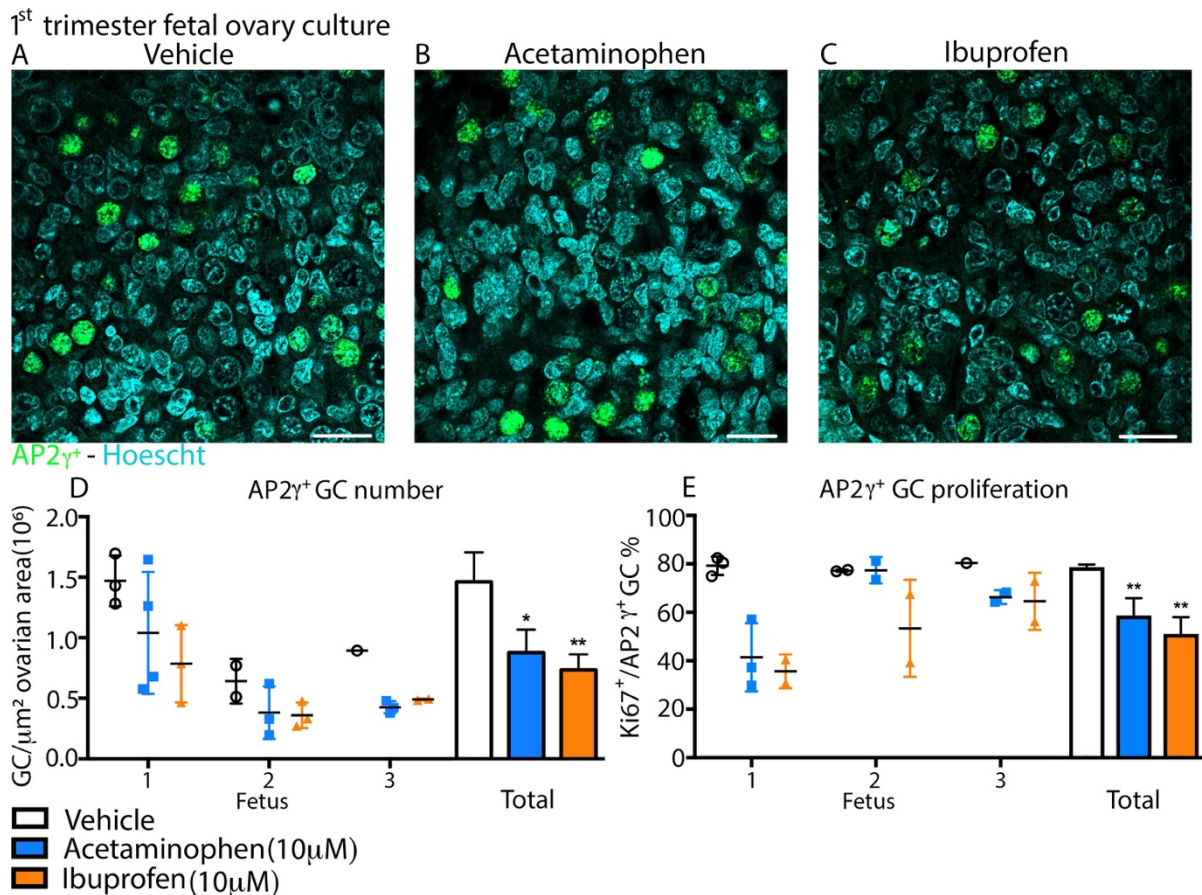 1st trimester fetal ovary culture
A Vehicle
B Acetaminophen
C Ibuprofen
AP2γ+ - Hoescht
D AP2γ+ GC number
GC/μm² ovarian area(10⁶)
2.0
1.5
1.0
0.5
0.0
1 2 3
Fetus
Total
* **
E AP2γ+ GC proliferation
Ki67+/AP2 γ+ GC %
100
80
60
40
20
0
1 2 3
Fetus
Total
** **
Vehicle
Acetaminophen(10μM)
Ibuprofen(10μM)